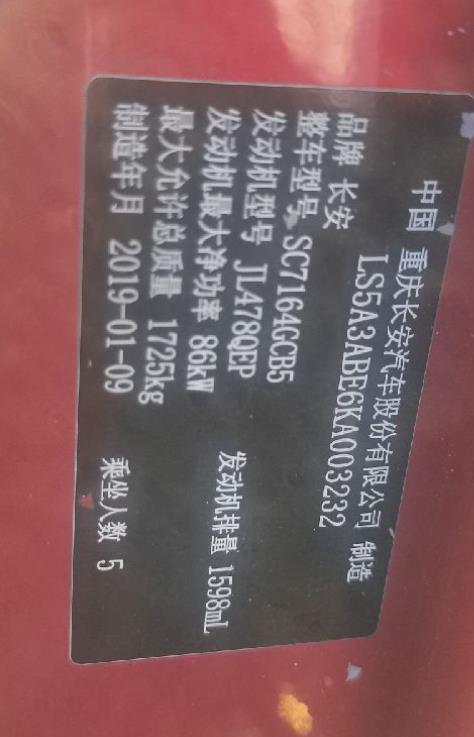 中国 重庆长安汽车股份有限公司 制造
LS5A3ABE6KA003232
品牌 长安
整车型号 SC7164GCB5
发动机型号 JL478QEP
发动机最大净功率 86kW 发动机排量 1598mL
最大允许总质量 1725kg
制造年月 2019-01-09 乘坐人数 5